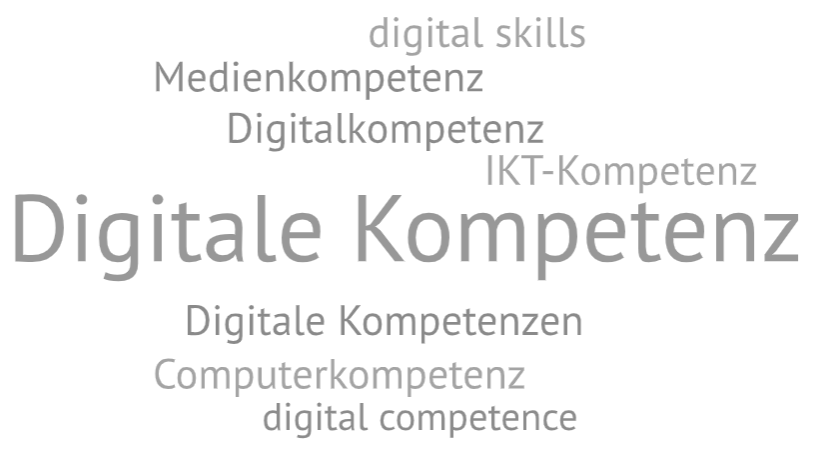 digital skills
Medienkompetenz
Digitalkompetenz
IKT-Kompetenz
Digitale Kompetenz
Digitale Kompetenzen
Computerkompetenz
digital competence